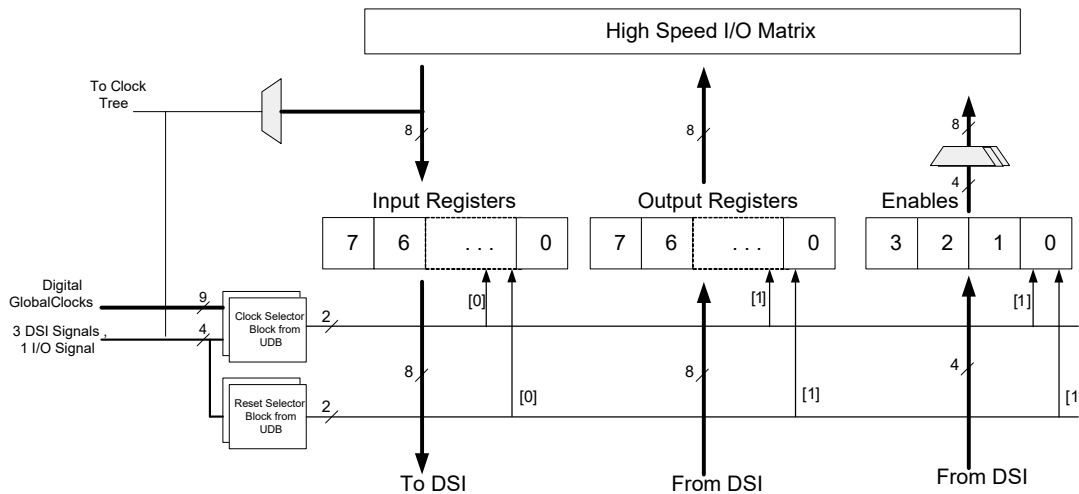 High Speed I/O Matrix
To Clock
Tree
8
8
8
4
Input Registers
Output Registers
Enables
7 6 . . . 0
7 6 . . . 0
3 2 1 0
Digital
GlobalClocks
9
[0]
[1]
[1]
3 DSI Signals ,
1 I/O Signal
4
Clock Selector
Block from
UDB
2
8
8
4
Reset Selector
Block from
UDB
2
[0]
[1]
[1
To DSI
From DSI
From DSI